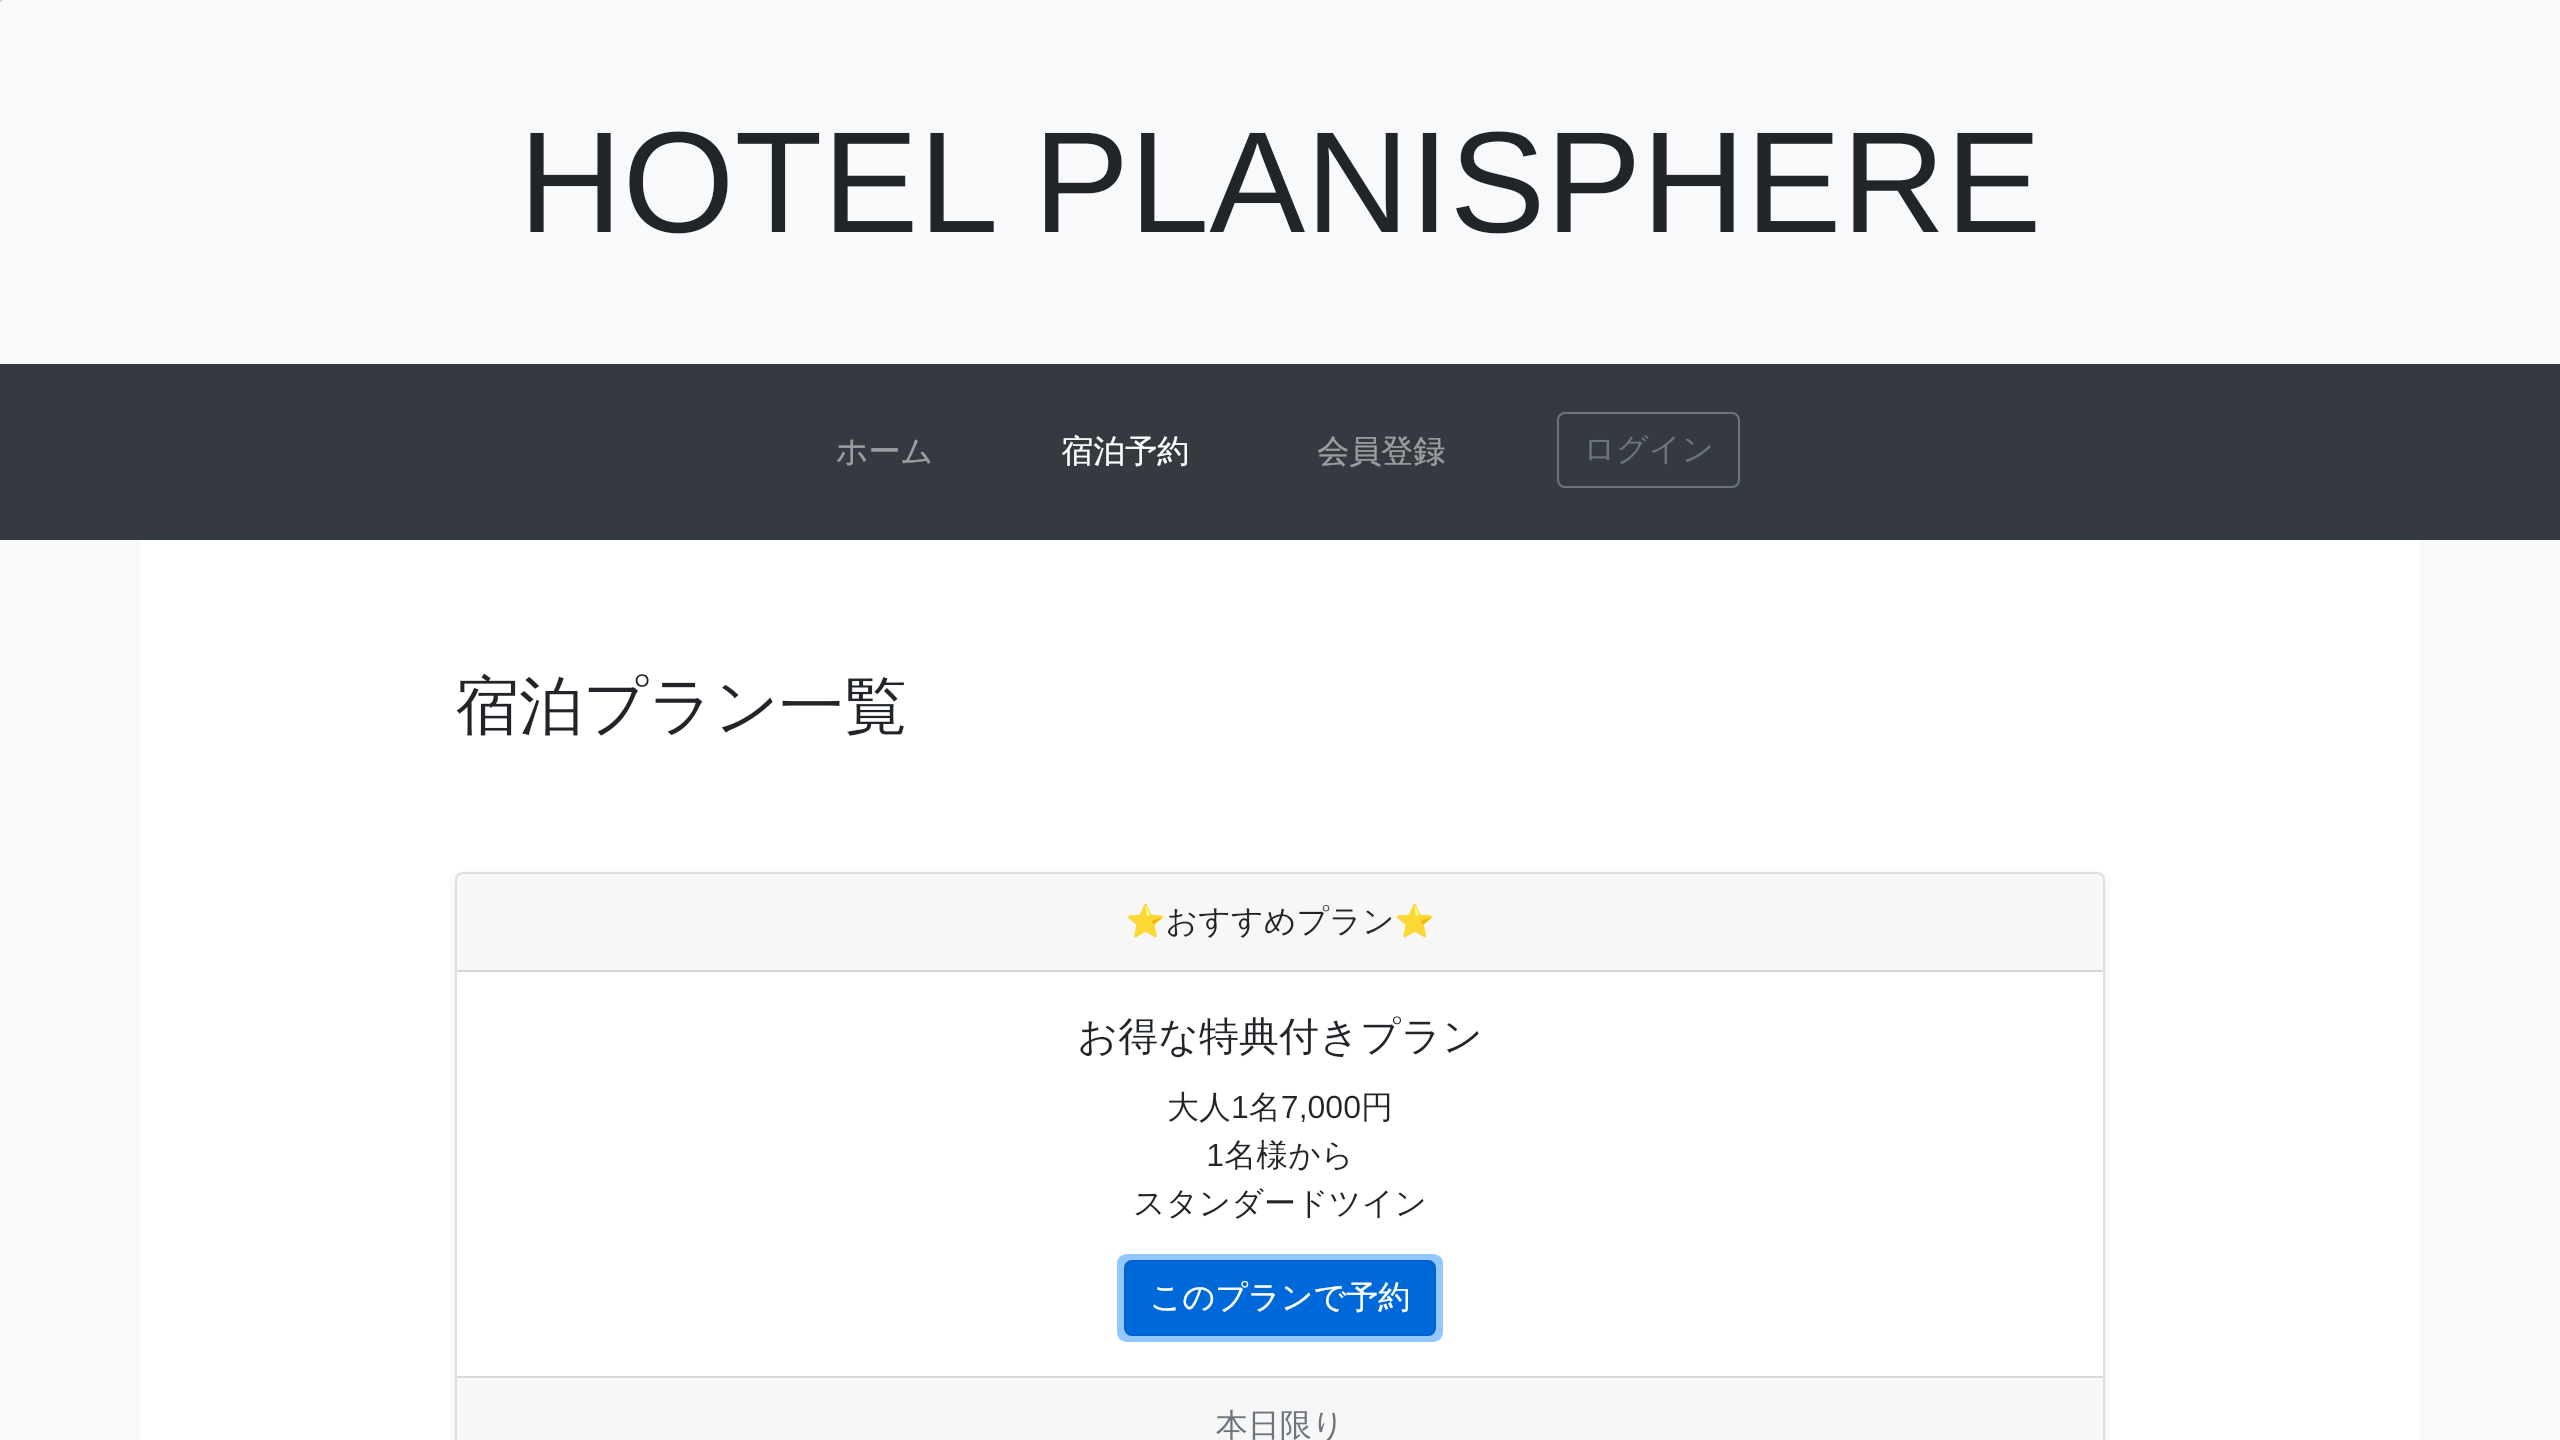 HOTEL PLANISPHERE
ホーム 宿泊予約 会員登録 ログイン
宿泊プラン一覧
⭐おすすめプラン⭐
お得な特典付きプラン
大人1名7,000円
1名様から
スタンダードツイン
このプランで予約
本日限り